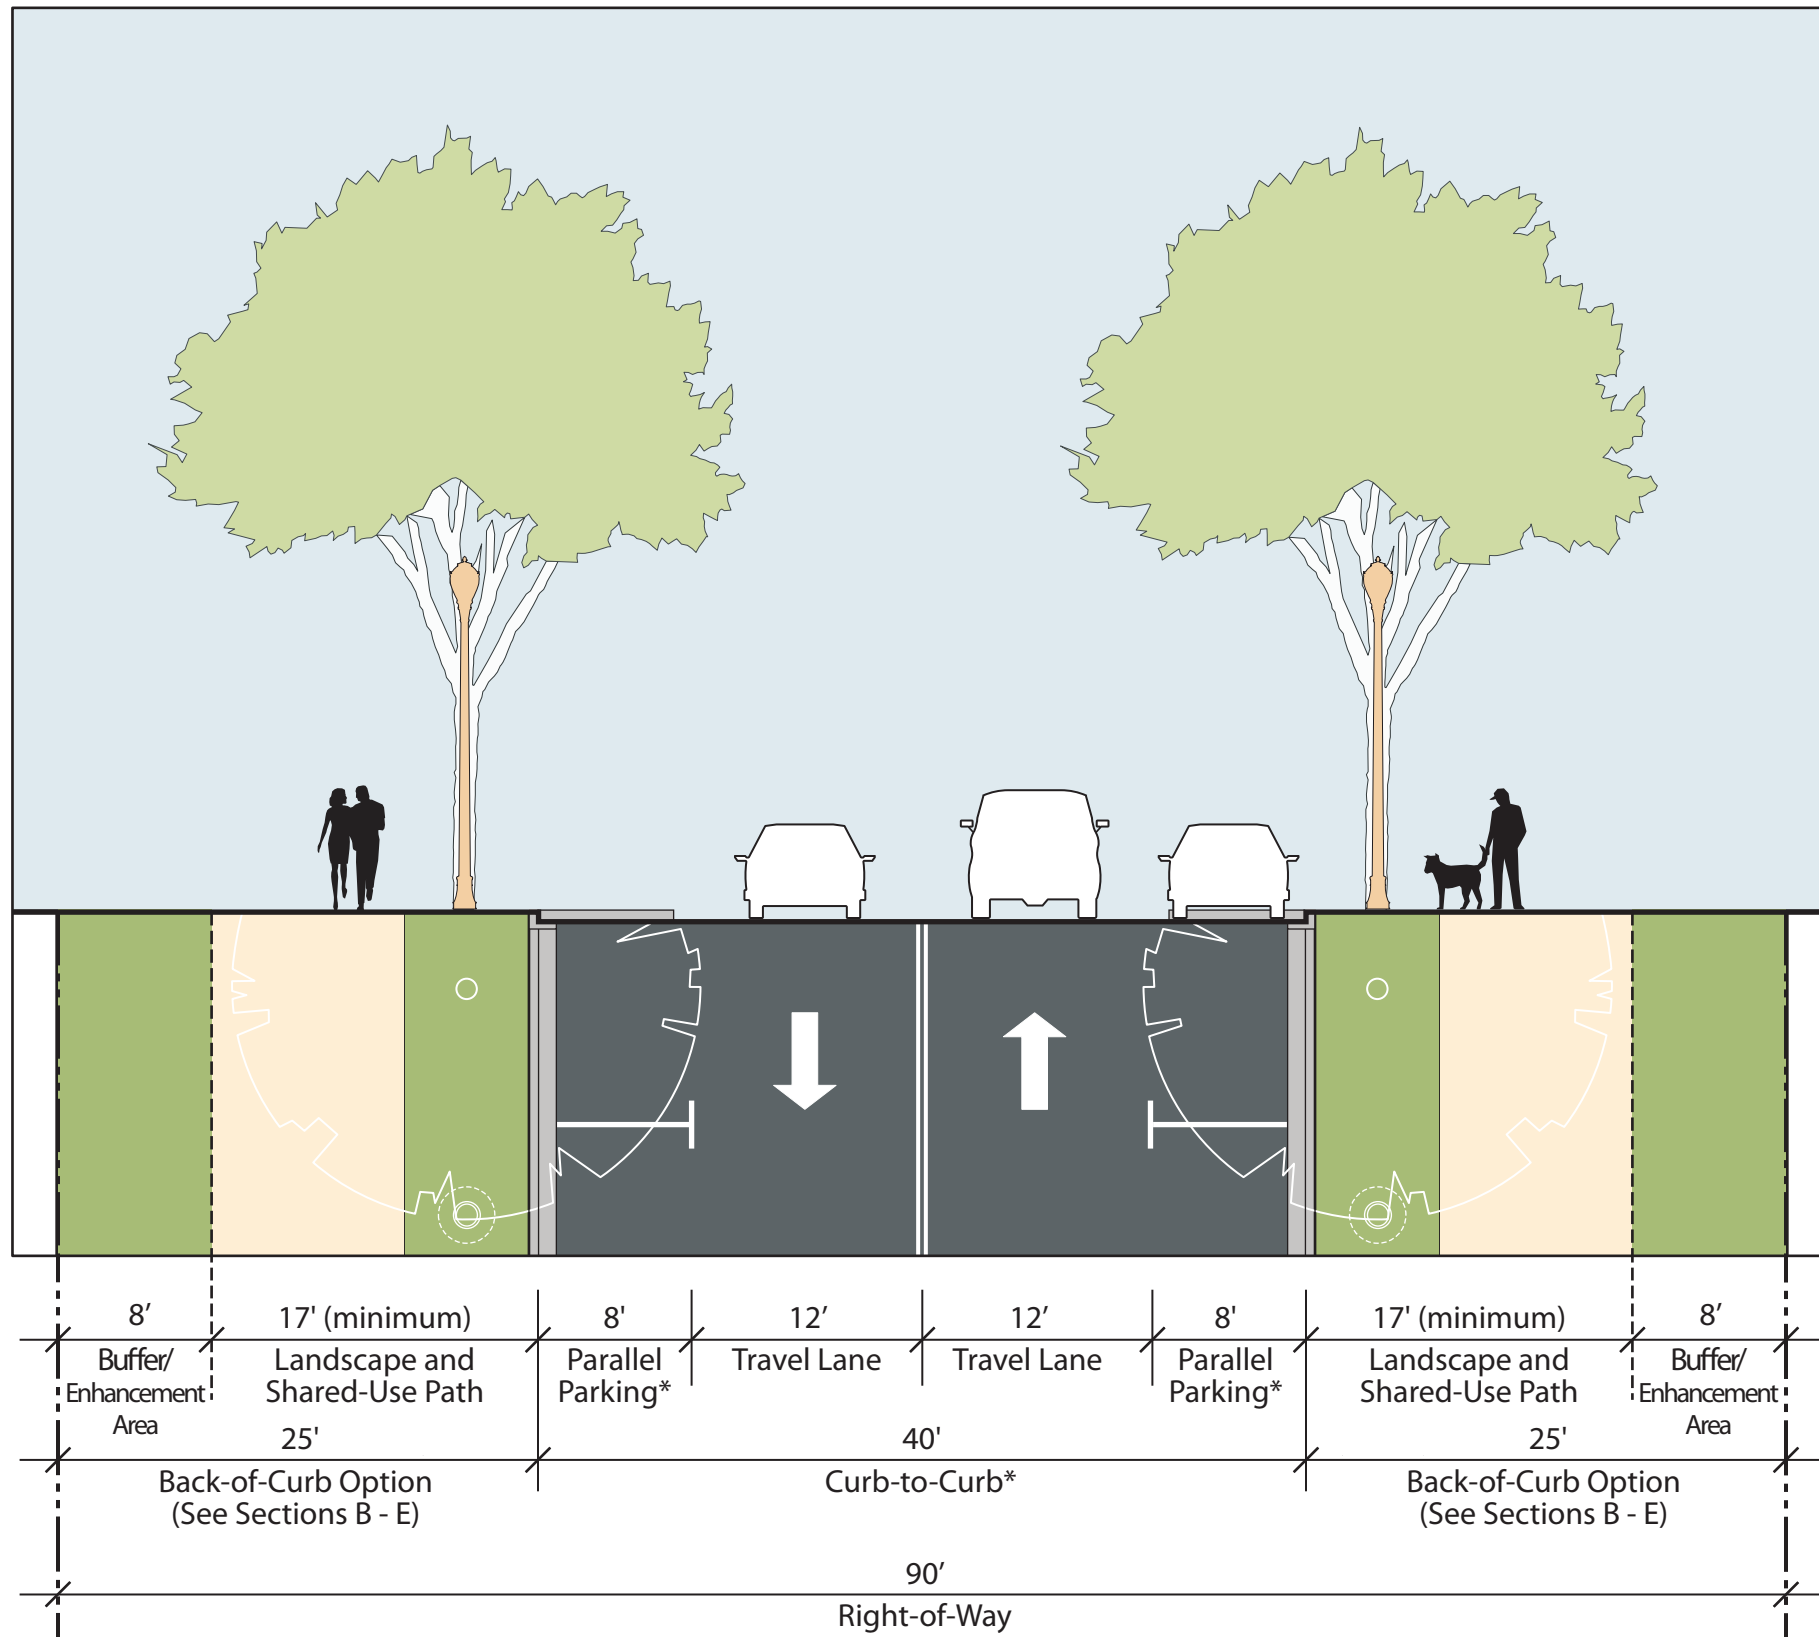 8’ 17' (minimum) 8' 12’ 12’ 8' 17' (minimum) 8’
Buffer/ Landscape and Parallel Travel Lane Travel Lane Parallel Landscape and Buffer/
Enhancement Shared-Use Path Parking* Parking* Shared-Use Path Enhancement
Area Area
25' 40' 25'
Back-of-Curb Option Curb-to-Curb* Back-of-Curb Option
(See Sections B - E) (See Sections B - E)
90’
Right-of-Way